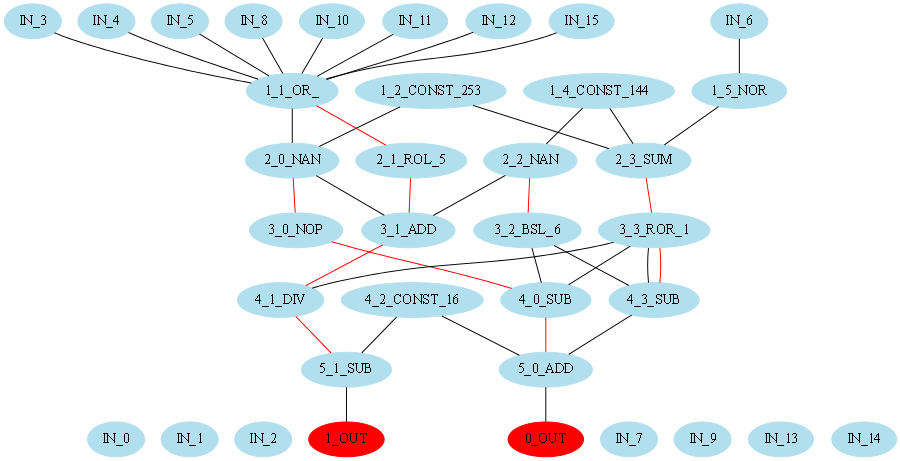 IN_3 IN_4 IN_5 IN_8 IN_10 IN_11 IN_12 IN_15 IN_6
1_1_OR_ 1_2_CONST_253 1_4_CONST_144 1_5_NOR
2_0_NAN 2_1_ROL_5 2_2_NAN 2_3_SUM
3_0_NOP 3_1_ADD 3_2_BSL_6 3_3_ROR_1
4_1_DIV 4_2_CONST_16 4_0_SUB 4_3_SUB
5_1_SUB 5_0_ADD
IN_0 IN_1 IN_2 1_OUT 0_OUT IN_7 IN_9 IN_13 IN_14